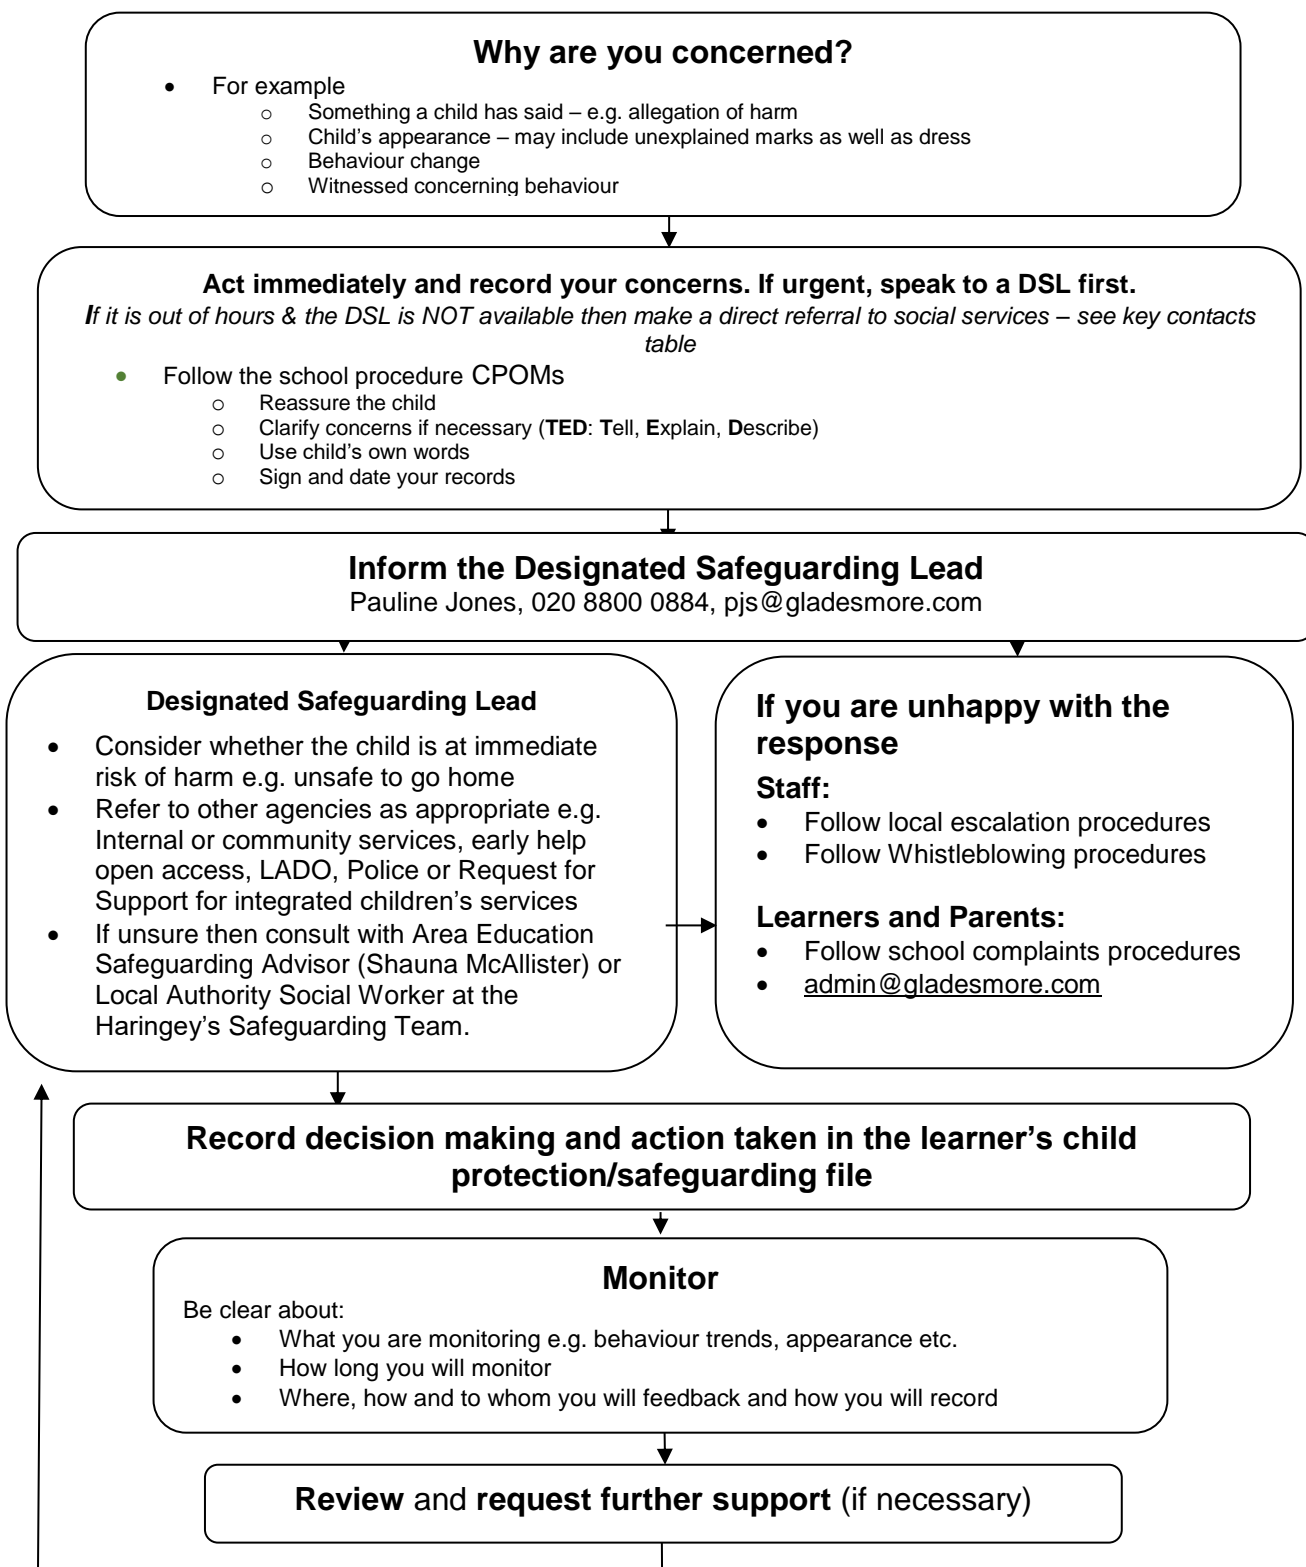 Why are you concerned?
• For example
o Something a child has said – e.g. allegation of harm
o Child's appearance – may include unexplained marks as well as dress
o Behaviour change
o Witnessed concerning behaviour
Act immediately and record your concerns. If urgent, speak to a DSL first.
If it is out of hours & the DSL is NOT available then make a direct referral to social services – see key contacts
table
• Follow the school procedure CPOMs
o Reassure the child
o Clarify concerns if necessary (TED: Tell, Explain, Describe)
o Use child's own words
o Sign and date your records
Inform the Designated Safeguarding Lead
Pauline Jones, 020 8800 0884, pjs@gladesmore.com
Designated Safeguarding Lead
• Consider whether the child is at immediate
risk of harm e.g. unsafe to go home
• Refer to other agencies as appropriate e.g.
Internal or community services, early help
open access, LADO, Police or Request for
Support for integrated children's services
• If unsure then consult with Area Education
Safeguarding Advisor (Shauna McAllister) or
Local Authority Social Worker at the
Haringey's Safeguarding Team.
If you are unhappy with the
response
Staff:
• Follow local escalation procedures
• Follow Whistleblowing procedures
Learners and Parents:
• Follow school complaints procedures
• admin@gladesmore.com
Record decision making and action taken in the learner's child
protection/safeguarding file
Monitor
Be clear about:
• What you are monitoring e.g. behaviour trends, appearance etc.
• How long you will monitor
• Where, how and to whom you will feedback and how you will record
Review and request further support (if necessary)